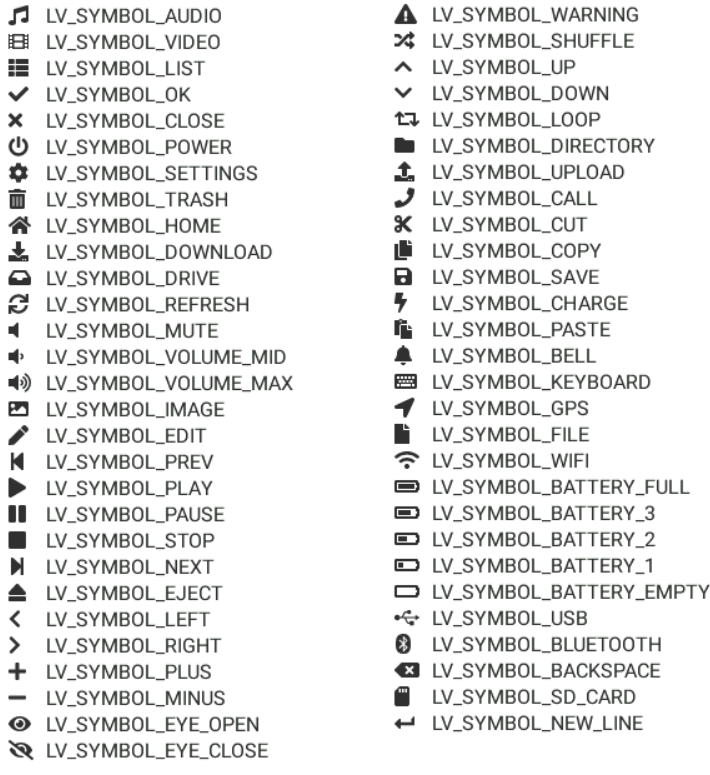 LV_SYMBOL_AUDIO
LV_SYMBOL_VIDEO
LV_SYMBOL_LIST
LV_SYMBOL_OK
LV_SYMBOL_CLOSE
LV_SYMBOL_POWER
LV_SYMBOL_SETTINGS
LV_SYMBOL_TRASH
LV_SYMBOL_HOME
LV_SYMBOL_DOWNLOAD
LV_SYMBOL_DRIVE
LV_SYMBOL_REFRESH
LV_SYMBOL_MUTE
LV_SYMBOL_VOLUME_MID
LV_SYMBOL_VOLUME_MAX
LV_SYMBOL_IMAGE
LV_SYMBOL_EDIT
LV_SYMBOL_PREV
LV_SYMBOL_PLAY
LV_SYMBOL_PAUSE
LV_SYMBOL_STOP
LV_SYMBOL_NEXT
LV_SYMBOL_EJECT
LV_SYMBOL_LEFT
LV_SYMBOL_RIGHT
LV_SYMBOL_PLUS
LV_SYMBOL_MINUS
LV_SYMBOL_EYE_OPEN
LV_SYMBOL_EYE_CLOSE
LV_SYMBOL_WARNING
LV_SYMBOL_SHUFFLE
LV_SYMBOL_UP
LV_SYMBOL_DOWN
LV_SYMBOL_LOOP
LV_SYMBOL_DIRECTORY
LV_SYMBOL_UPLOAD
LV_SYMBOL_CALL
LV_SYMBOL_CUT
LV_SYMBOL_COPY
LV_SYMBOL_SAVE
LV_SYMBOL_CHARGE
LV_SYMBOL_PASTE
LV_SYMBOL_BELL
LV_SYMBOL_KEYBOARD
LV_SYMBOL_GPS
LV_SYMBOL_FILE
LV_SYMBOL_WIFI
LV_SYMBOL_BATTERY_FULL
LV_SYMBOL_BATTERY_3
LV_SYMBOL_BATTERY_2
LV_SYMBOL_BATTERY_1
LV_SYMBOL_BATTERY_EMPTY
LV_SYMBOL_USB
LV_SYMBOL_BLUETOOTH
LV_SYMBOL_BACKSPACE
LV_SYMBOL_SD_CARD
LV_SYMBOL_NEW_LINE